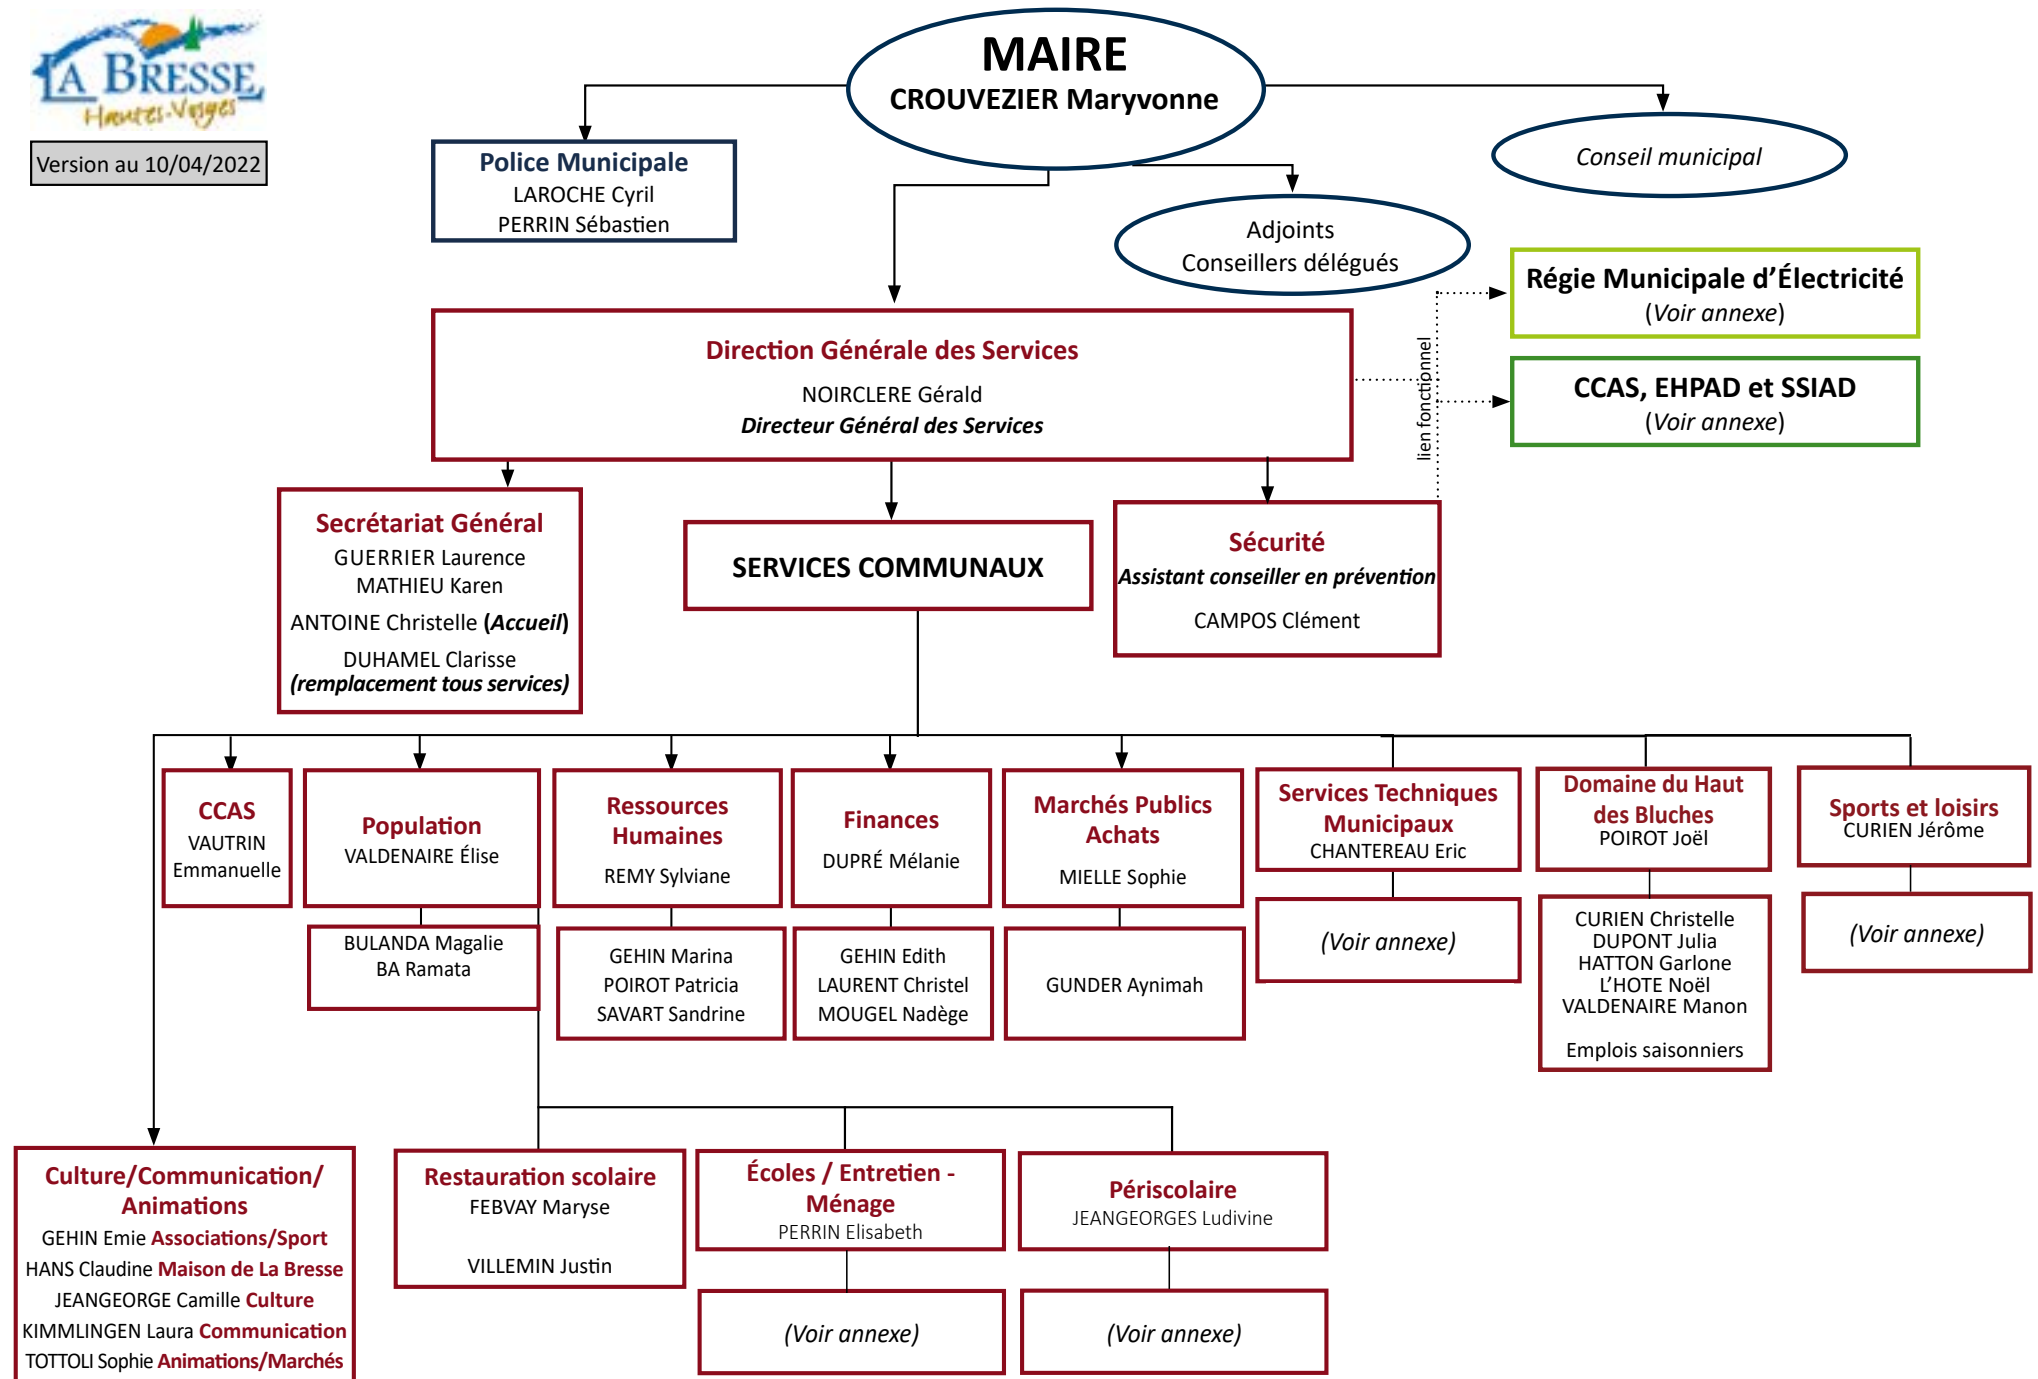 LA BRESSE
Hautes-Vosges
Version au 10/04/2022
MAIRE
CROUVEZIER Maryvonne
Police Municipale
LAROCHE Cyril
PERRIN Sébastien
Conseil municipal
Adjoints
Conseillers délégués
Régie Municipale d'Électricité
(Voir annexe)
CCAS, EHPAD et SSIAD
(Voir annexe)
lien fonctionnel
Direction Générale des Services
NOIRCLERE Gérald
Directeur Général des Services
Secrétariat Général
GUERRIER Laurence
MATHIEU Karen
ANTOINE Christelle (Accueil)
DUHAMEL Clarisse
(remplacement tous services)
SERVICES COMMUNAUX
Sécurité
Assistant conseiller en prévention
CAMPOS Clément
CCAS
VAUTRIN
Emmanuelle
Population
VALDENAIRE Élise
BULANDA Magalie
BA Ramata
Ressources
Humaines
REMY Sylviane
GEHIN Marina
POIROT Patricia
SAVART Sandrine
Finances
DUPRÉ Mélanie
GEHIN Edith
LAURENT Christel
MOUGEL Nadège
Marchés Publics
Achats
MIELLE Sophie
GUNDER Aynimah
Services Techniques
Municipaux
CHANTEREAU Eric
(Voir annexe)
Domaine du Haut
des Bluches
POIROT Joël
CURIEN Christelle
DUPONT Julia
HATTON Garlone
L'HOTE Noël
VALDENAIRE Manon
Emplois saisonniers
Sports et loisirs
CURIEN Jérôme
(Voir annexe)
Culture/Communication/
Animations
GEHIN Emie Associations/Sport
HANS Claudine Maison de La Bresse
JEANGEORGE Camille Culture
KIMMLINGEN Laura Communication
TOTTOLI Sophie Animations/Marchés
Restauration scolaire
FEBVAY Maryse
VILLEMIN Justin
Écoles / Entretien -
Ménage
PERRIN Elisabeth
(Voir annexe)
Périscolaire
JEANGEORGES Ludivine
(Voir annexe)